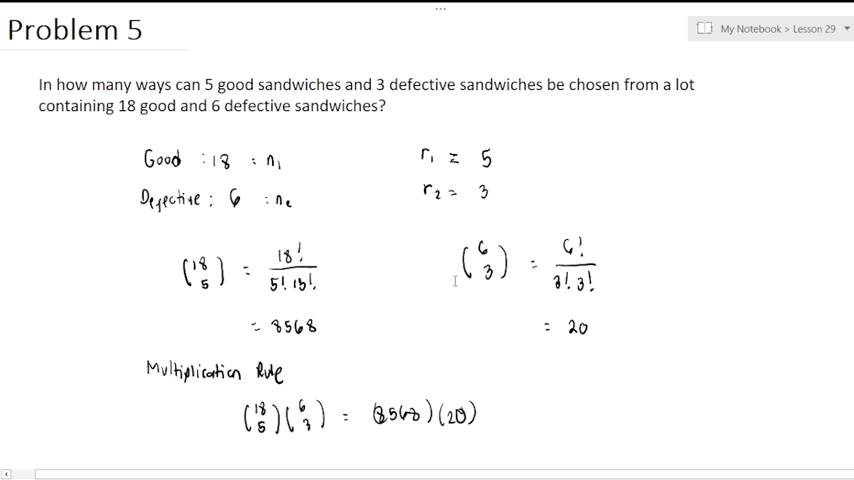 Problem 5
My Notebook > Lesson 29
In how many ways can 5 good sandwiches and 3 defective sandwiches be chosen from a lot
containing 18 good and 6 defective sandwiches?
Good : 18 : n₁
r₁ = 5
Defective : 6 : n₂
r₂ = 3
(18 5) = 18! / 5! 13!
(6 3) = 6! / 3! 3!
= 8568
= 20
Multiplication Rule
(18 5)(6 3) = (8568)(20)